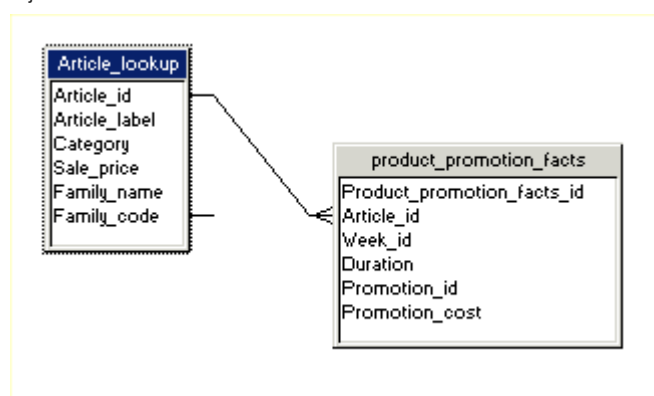 Article_lookup
Article_id
Article_label
Category
Sale_price
Family_name
Family_code
product_promotion_facts
Product_promotion_facts_id
Article_id
Week_id
Duration
Promotion_id
Promotion_cost